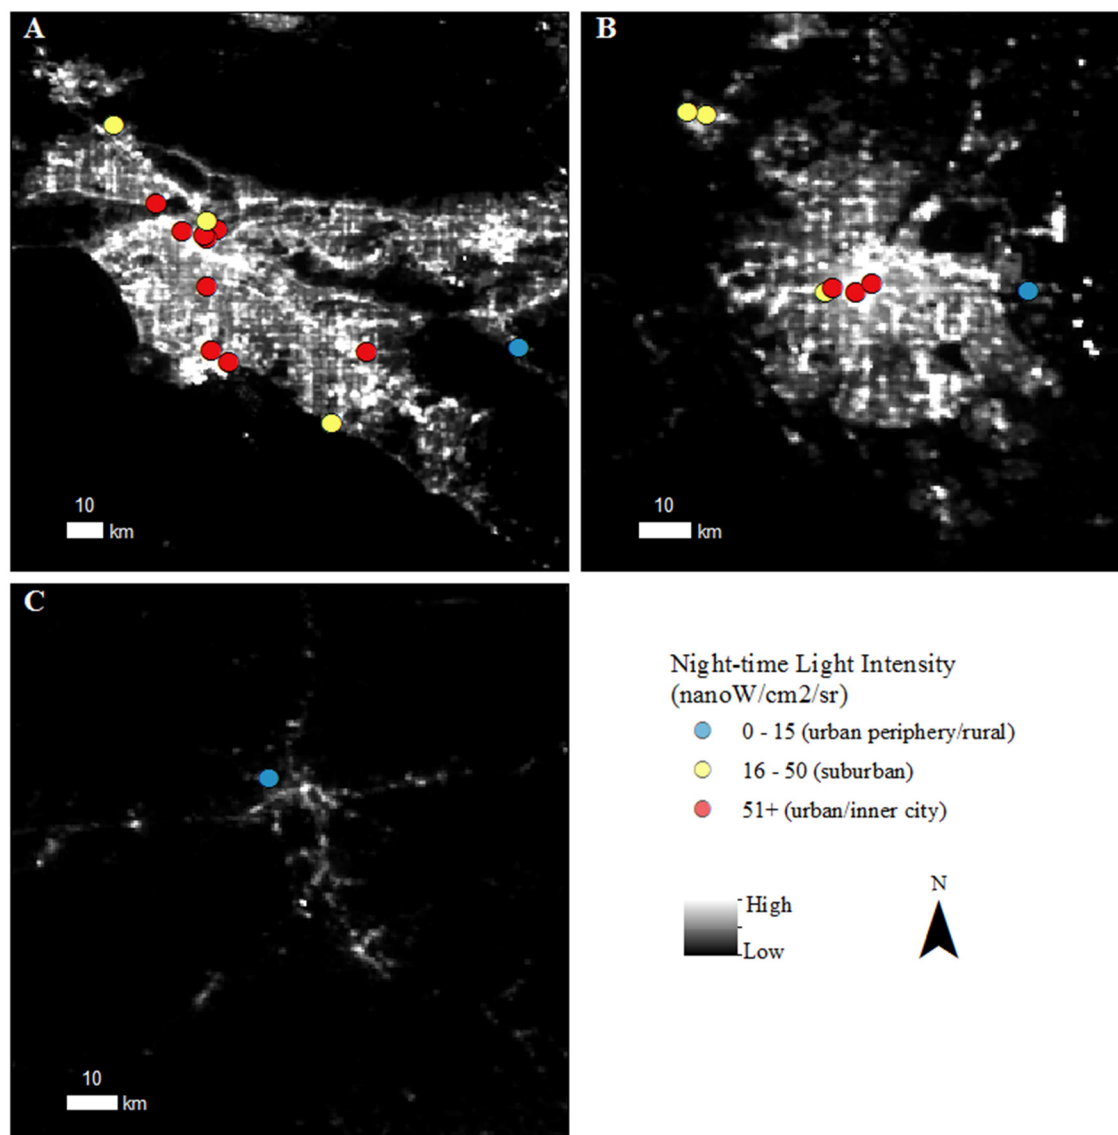 A
B
10
km
10
km
C
10
km
Night-time Light Intensity
(nanoW/cm2/sr)
0 - 15 (urban periphery/rural)
16 - 50 (suburban)
51+ (urban/inner city)
High
Low
N